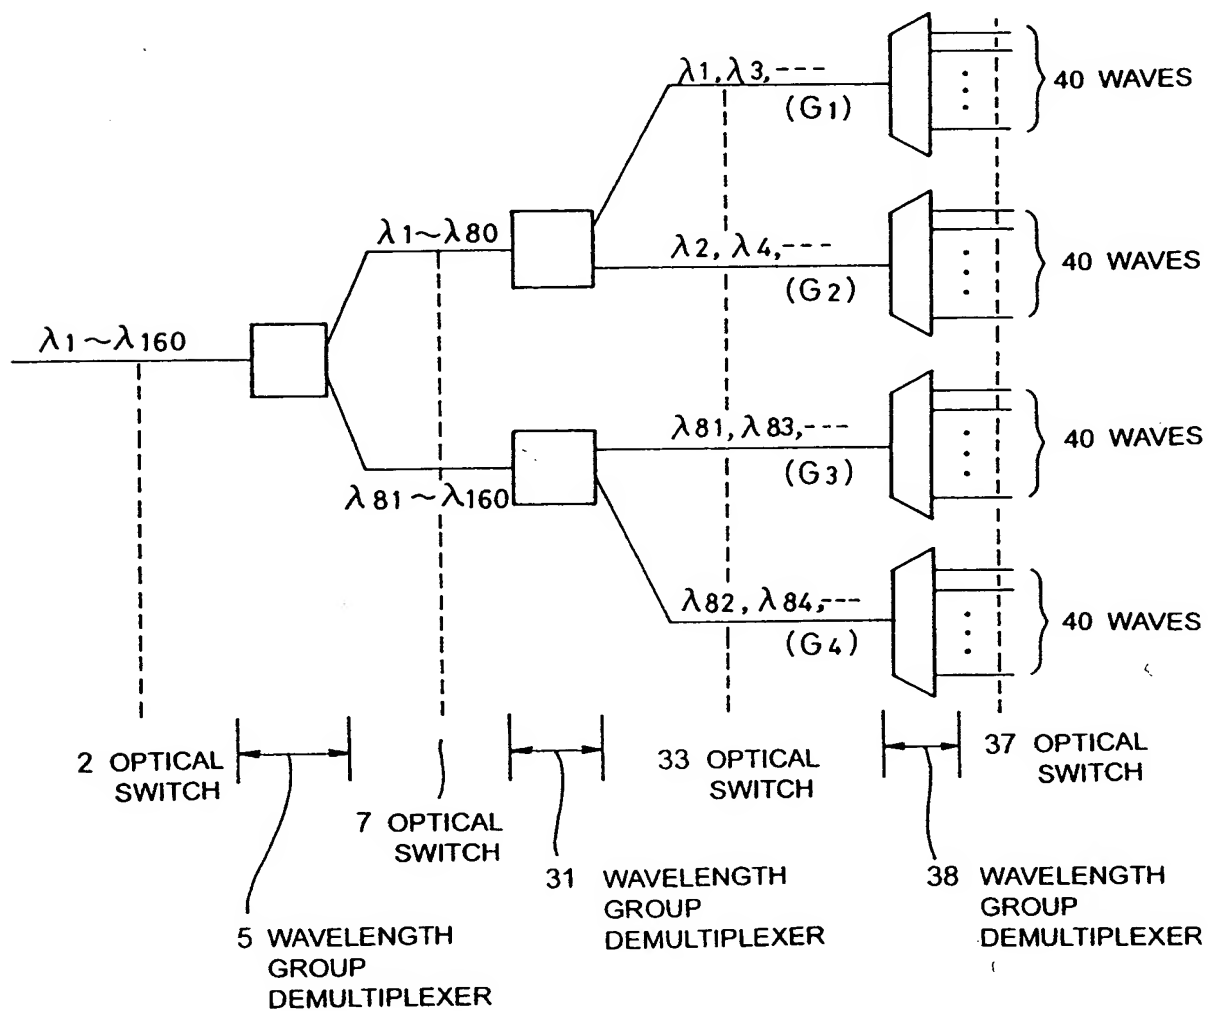 λ1, λ3, ---
(G1)
40 WAVES
λ1~λ80
λ2, λ4, ---
(G2)
40 WAVES
λ1~λ160
λ81, λ83, ---
(G3)
40 WAVES
λ81~λ160
λ82, λ84, ---
(G4)
40 WAVES
2 OPTICAL
SWITCH
7 OPTICAL
SWITCH
33 OPTICAL
SWITCH
37 OPTICAL
SWITCH
5 WAVELENGTH
GROUP
DEMULTIPLEXER
31 WAVELENGTH
GROUP
DEMULTIPLEXER
38 WAVELENGTH
GROUP
DEMULTIPLEXER